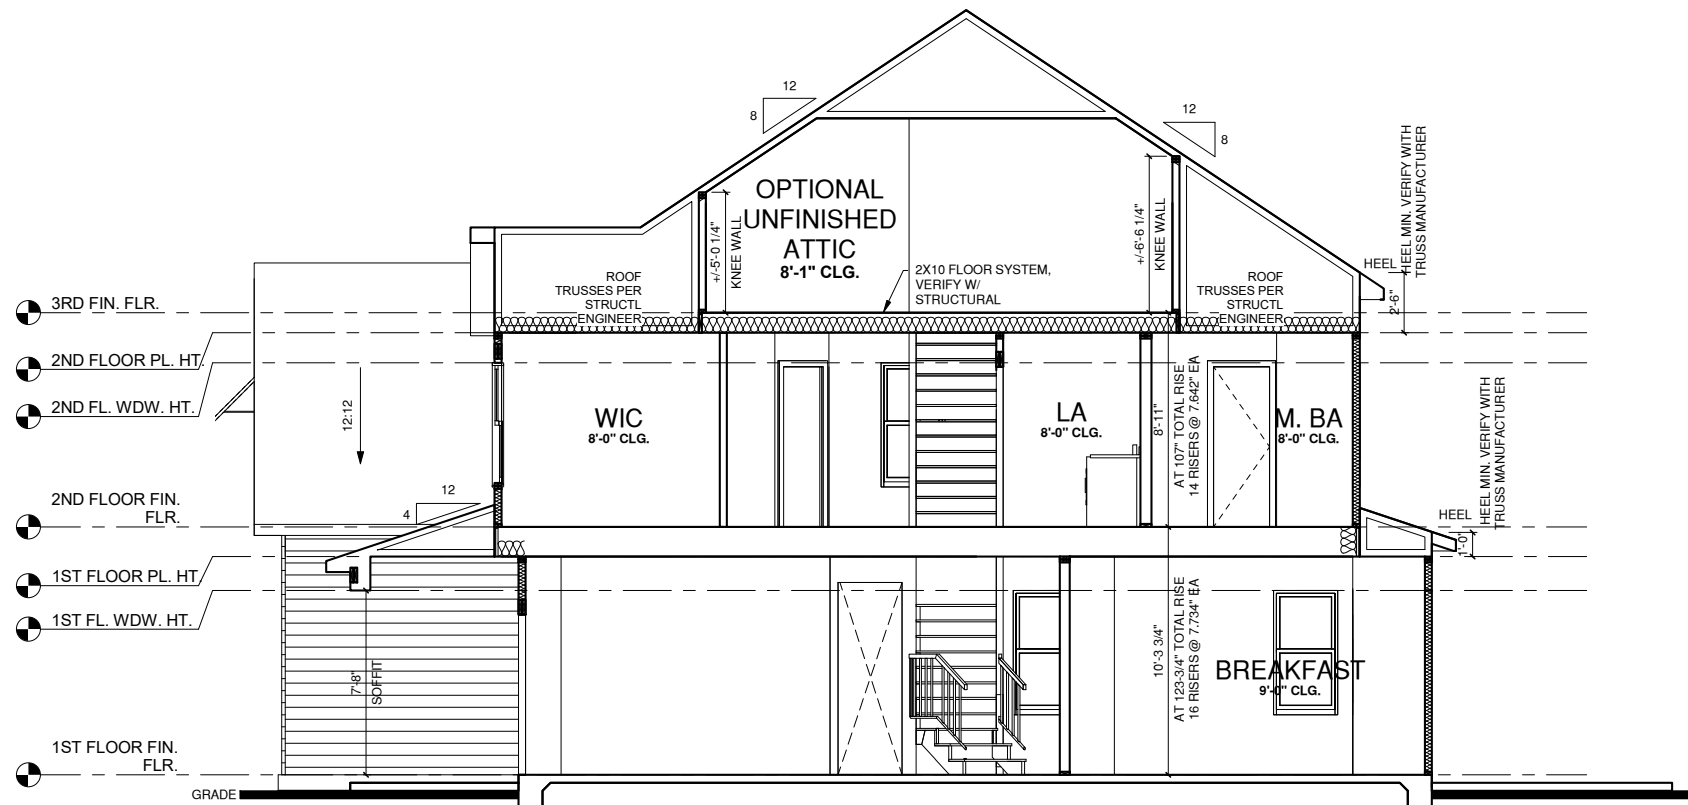 12
8
12
8
HEEL MIN. VERIFY WITH
TRUSS MANUFACTURER
OPTIONAL
UNFINISHED
ATTIC
8'-1" CLG.
+/-5'-0 1/4"
KNEE WALL
+/-6'-6 1/4"
KNEE WALL
2X10 FLOOR SYSTEM,
VERIFY W/
STRUCTURAL
ROOF
TRUSSES PER
STRUCTL
ENGINEER
ROOF
TRUSSES PER
STRUCTL
ENGINEER
HEEL
2'-6"
3RD FIN. FLR.
2ND FLOOR PL. HT.
2ND FL. WDW. HT.
12:12
WIC
8'-0" CLG.
LA
8'-0" CLG.
8'-11"
AT 107" TOTAL RISE
14 RISERS @ 7.642" EA
M. BA
8'-0" CLG.
HEEL MIN. VERIFY WITH
TRUSS MANUFACTURER
12
4
2ND FLOOR FIN.
FLR.
HEEL
1'-0"
1ST FLOOR PL. HT.
1ST FL. WDW. HT.
7'-8"
SOFFIT
10'-3 3/4"
AT 123-3/4" TOTAL RISE
16 RISERS @ 7.734" EA
BREAKFAST
9'-0" CLG.
1ST FLOOR FIN.
FLR.
GRADE